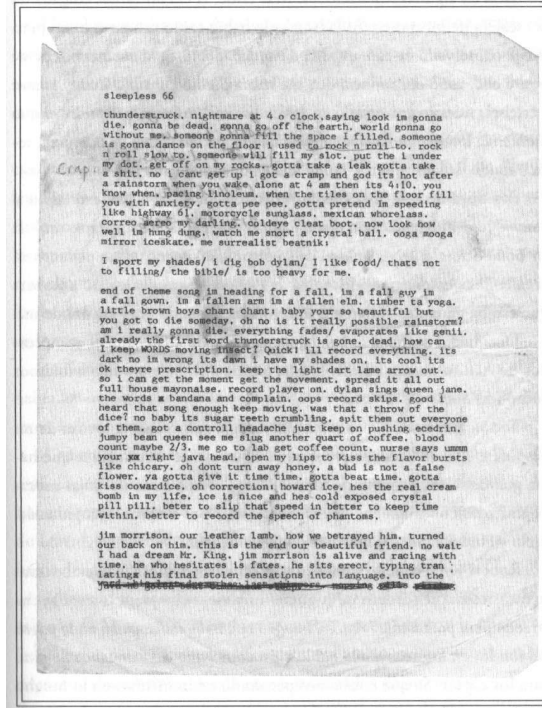 sleepless 66
thunderstruck. nightmare at 4 o clock.saying look im gonna
die. gonna be dead. gonna go off the earth. world gonna go
without me. someone gonna fill the space I filled. someone
is gonna dance on the floor i used to rock n roll to. rock
n roll slow to. someone will fill my slot. put the i under
my dot. get off on my rocks. gotta take a leak gotta take
a shit. no i cant get up i got a cramp and god its hot after
a rainstorm when you wake alone at 4 am then its 4:10. you
know when. pacing linoleum. when the tiles on the floor fill
you with anxiety. gotta pee pee. gotta pretend Im speeding
like highway 61. motorcycle sunglass. mexican whorelass.
correo aereo my darling. coldeye cleat boot. now look how
well im hung dung. watch me snort a crystal ball. ooga mooga
mirror iceskate. me surrealist beatnik:
I sport my shades/ i dig bob dylan/ I like food/ thats not
to filling/ the bible/ is too heavy for me.
end of theme song im heading for a fall. im a fall guy im
a fall gown. im a fallen arm im a fallen elm. timber ta yoga.
little brown boys chant chant: baby your so beautiful but
you got to die someday. oh no is it really possible rainstorm?
am i really gonna die. everything fades/ evaporates like genii.
already the first word thunderstruck is gone. dead. how can
I keep WORDS moving insect? Quick! ill record everything. its
dark no im wrong its dawn i have my shades on. its cool its
ok theyre prescription. keep the light dart lame arrow out.
so i can get the moment get the movement. spread it all out
full house mayonaise. record player on. dylan sings queen jane.
the words a bandana and complain. oops record skips. good i
heard that song enough keep moving. was that a throw of the
dice? no baby its sugar teeth crumbling. spit them out everyone
of them. got a controll headache just keep on pushing ecedrin.
jumpy bean queen see me slug another quart of coffee. blood
count maybe 2/3. me go to lab get coffee count. nurse says ummm
your right java head. open my lips to kiss the flavor bursts
like chicary. oh dont turn away honey. a bud is not a false
flower. ya gotta give it time time. gotta beat time. gotta
kiss cowardice. oh correction: howard ice. hes the real cream
bomb in my life. ice is nice and hes cold exposed crystal
pill pill. beter to slip that speed in better to keep time
within. better to record the speech of phantoms.
jim morrison. our leather lamb. how we betrayed him. turned
our back on him. this is the end our beautiful friend. no wait
I had a dream Mr. King. jim morrison is alive and racing with
time. he who hesitates is fates. he sits erect. typing tran
lating his final stolen sensations into language. into the